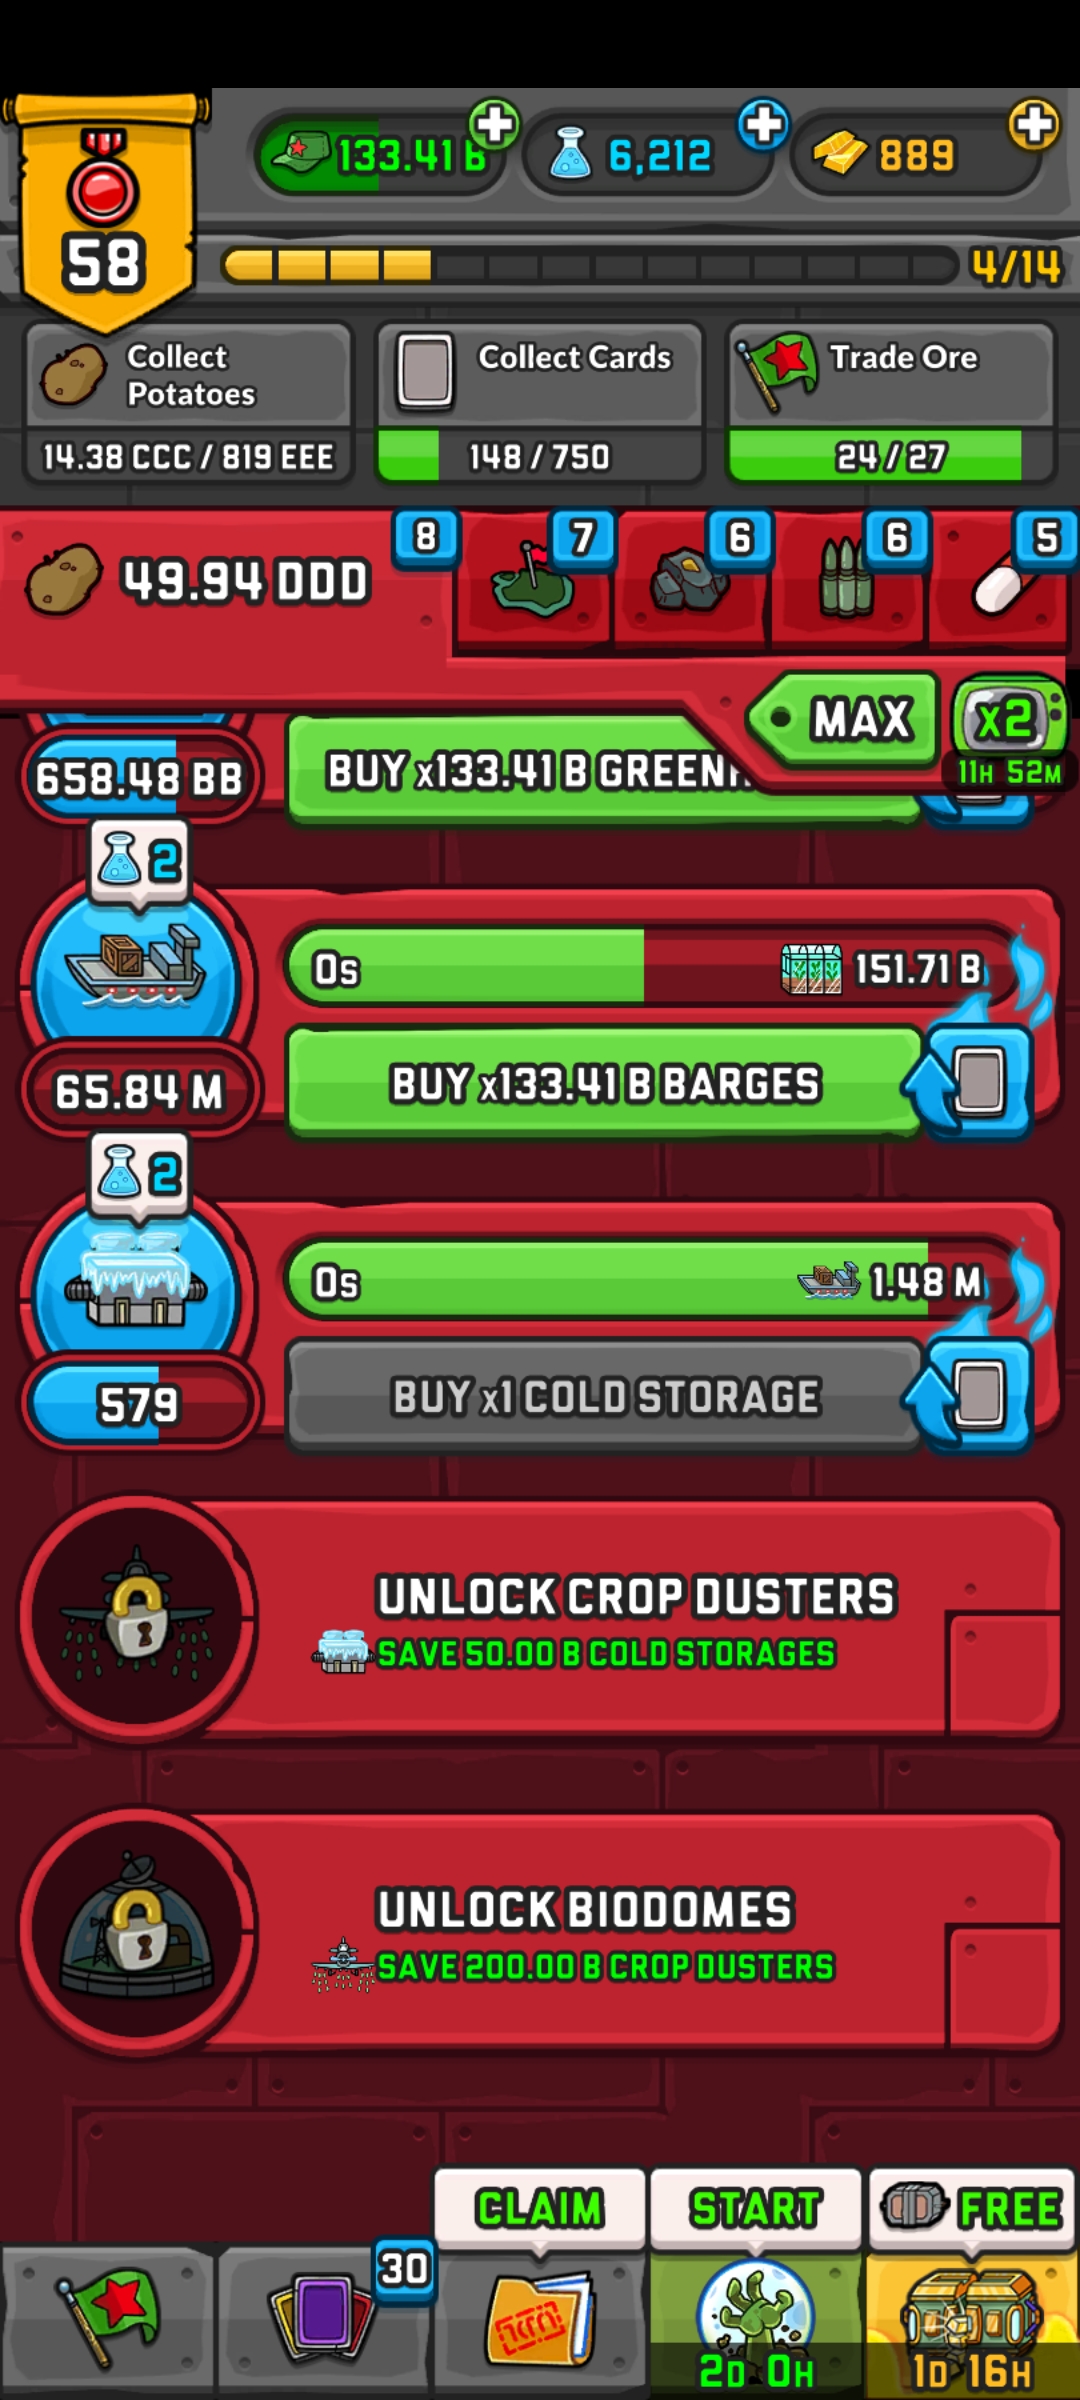 133.41 B
6,212
889
58
4/14
Collect
Potatoes
14.38 CCC / 819 EEE
Collect Cards
148 / 750
Trade Ore
24 / 27
49.94 DDD
8
7
6
6
5
MAX
x2
11H 52M
658.48 BB
BUY x133.41 B GREENH
2
0s
151.71 B
65.84 M
BUY x133.41 B BARGES
2
0s
1.48 M
579
BUY x1 COLD STORAGE
UNLOCK CROP DUSTERS
SAVE 50.00 B COLD STORAGES
UNLOCK BIODOMES
SAVE 200.00 B CROP DUSTERS
CLAIM
START
FREE
30
2D 0H
1D 16H